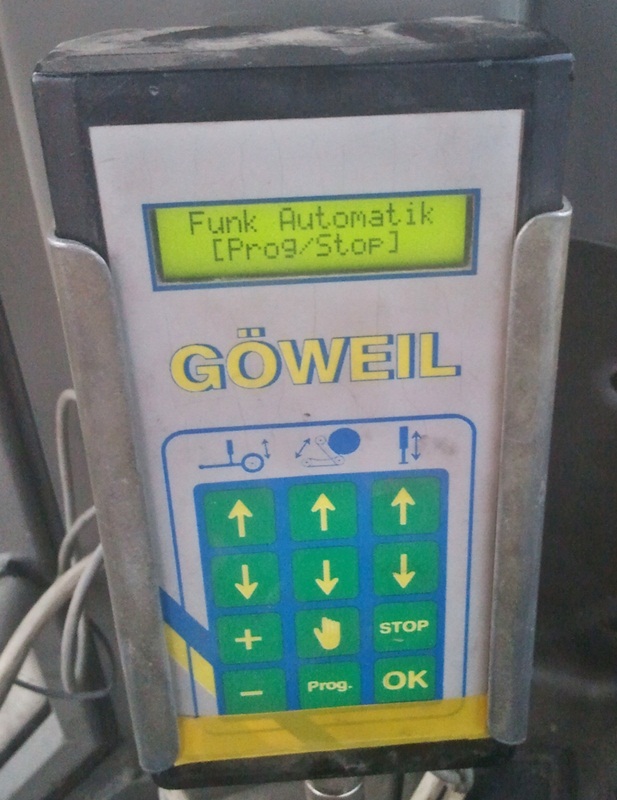 Funk Automatik
[Prog/Stop]
GÖWEIL
+ STOP
- Prog. OK